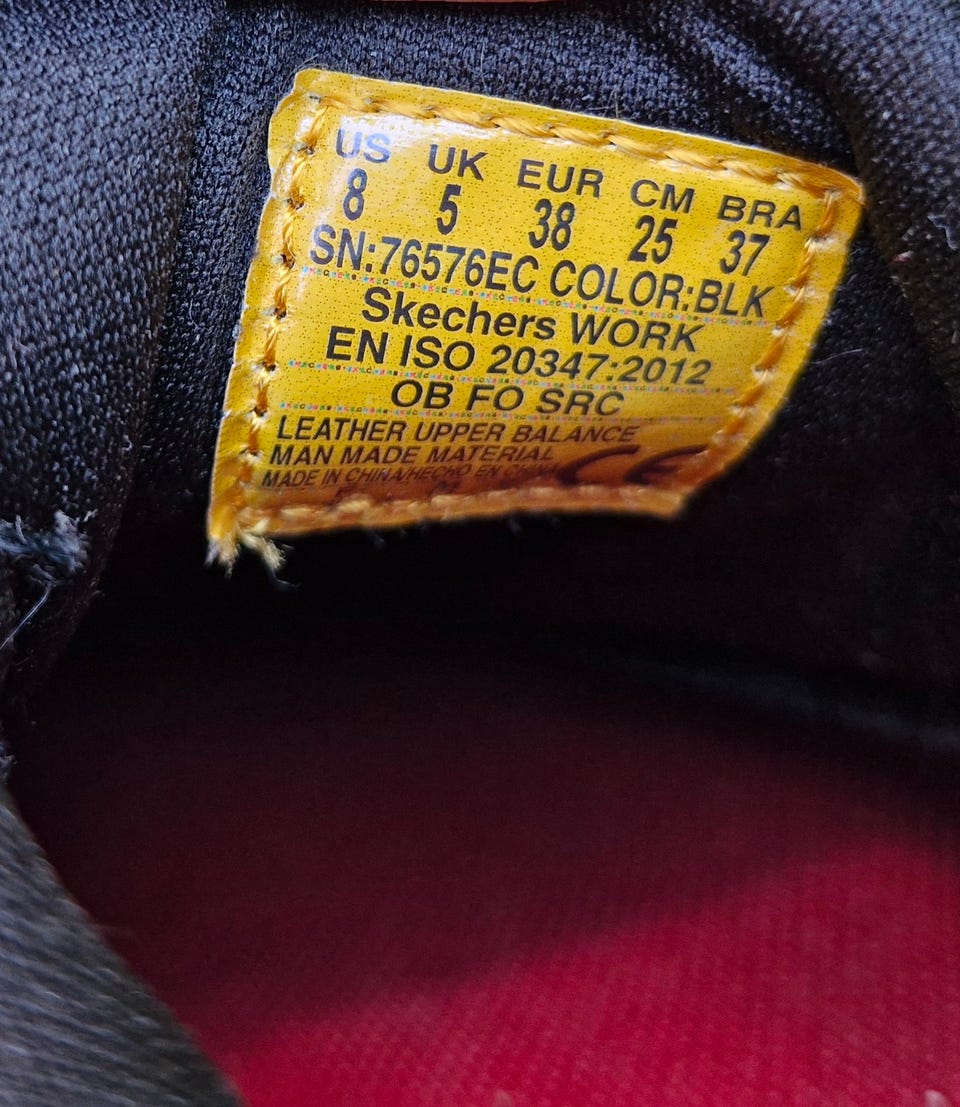 US UK EUR CM BRA
8 5 38 25 37
SN:76576EC COLOR:BLK
Skechers WORK
EN ISO 20347:2012
OB FO SRC
LEATHER UPPER BALANCE
MAN MADE MATERIAL
MADE IN CHINA/HECHO EN CHINA CE